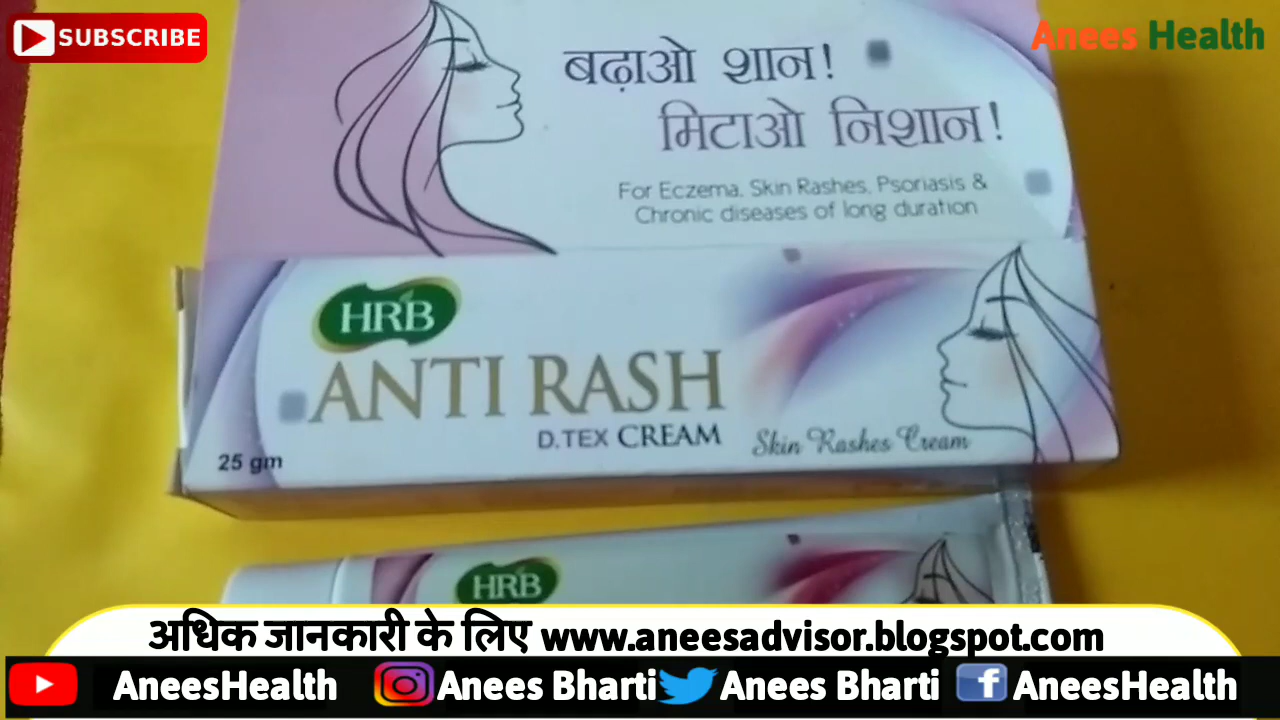 SUBSCRIBE
Anees Health
बढ़ाओ शान!
मिटाओ निशान!
For Eczema, Skin Rashes, Psoriasis &
Chronic diseases of long duration
HRB
ANTI RASH
D.TEX CREAM
Skin Rashes Cream
25 gm
HRB
अधिक जानकारी के लिए www.aneesadvisor.blogspot.com
AneesHealth Anees Bharti Anees Bharti AneesHealth